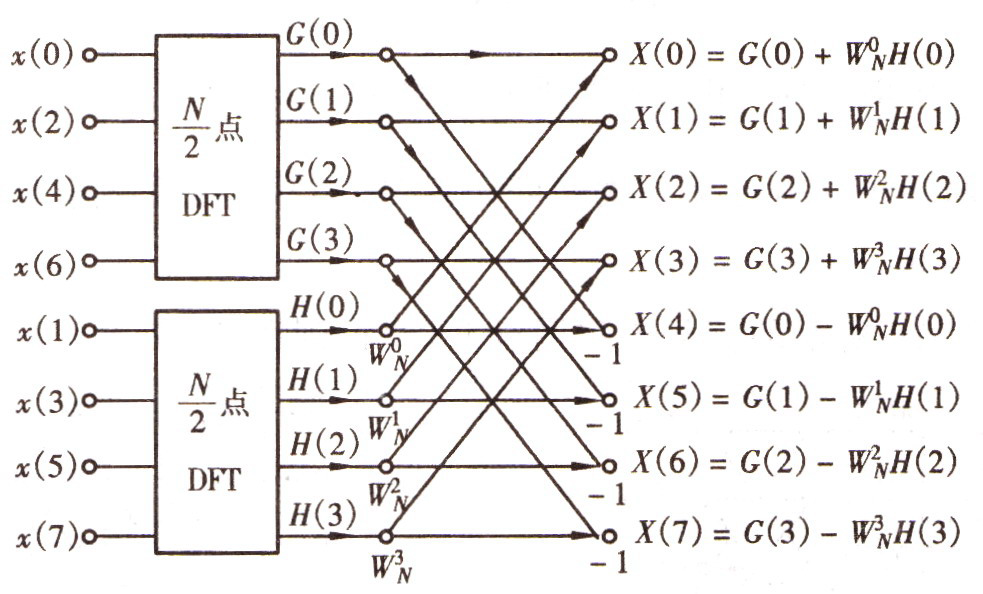 x(0) G(0) X(0) = G(0) + W_N^0 H(0)
x(2) G(1) X(1) = G(1) + W_N^1 H(1)
N/2 点
DFT
x(4) G(2) X(2) = G(2) + W_N^2 H(2)
x(6) G(3) X(3) = G(3) + W_N^3 H(3)
x(1) H(0) W_N^0 -1 X(4) = G(0) - W_N^0 H(0)
x(3) H(1) W_N^1 -1 X(5) = G(1) - W_N^1 H(1)
N/2 点
DFT
x(5) H(2) W_N^2 -1 X(6) = G(2) - W_N^2 H(2)
x(7) H(3) W_N^3 -1 X(7) = G(3) - W_N^3 H(3)